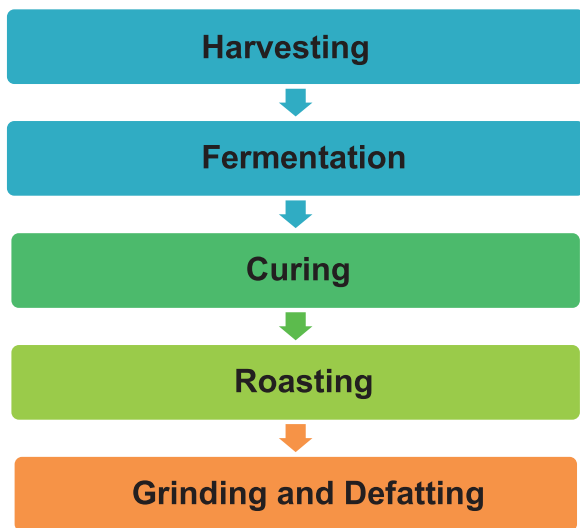 Harvesting
Fermentation
Curing
Roasting
Grinding and Defatting